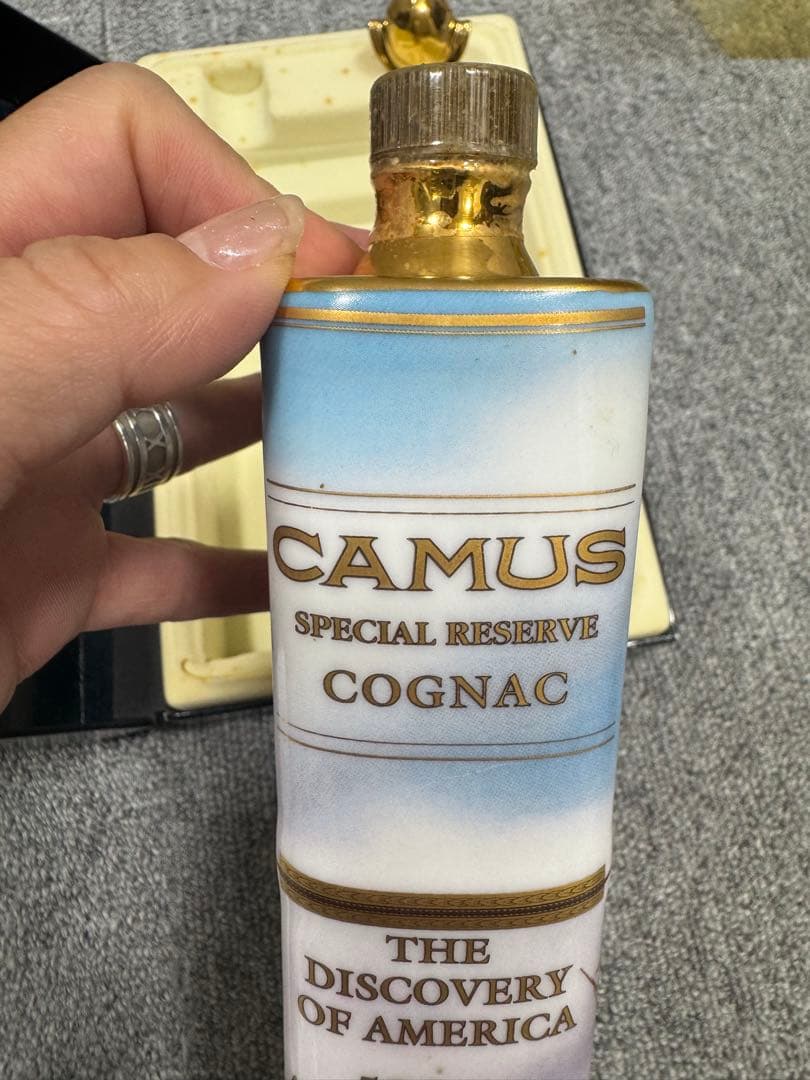 CAMUS
SPECIAL RESERVE
COGNAC
THE
DISCOVERY
OF AMERICA